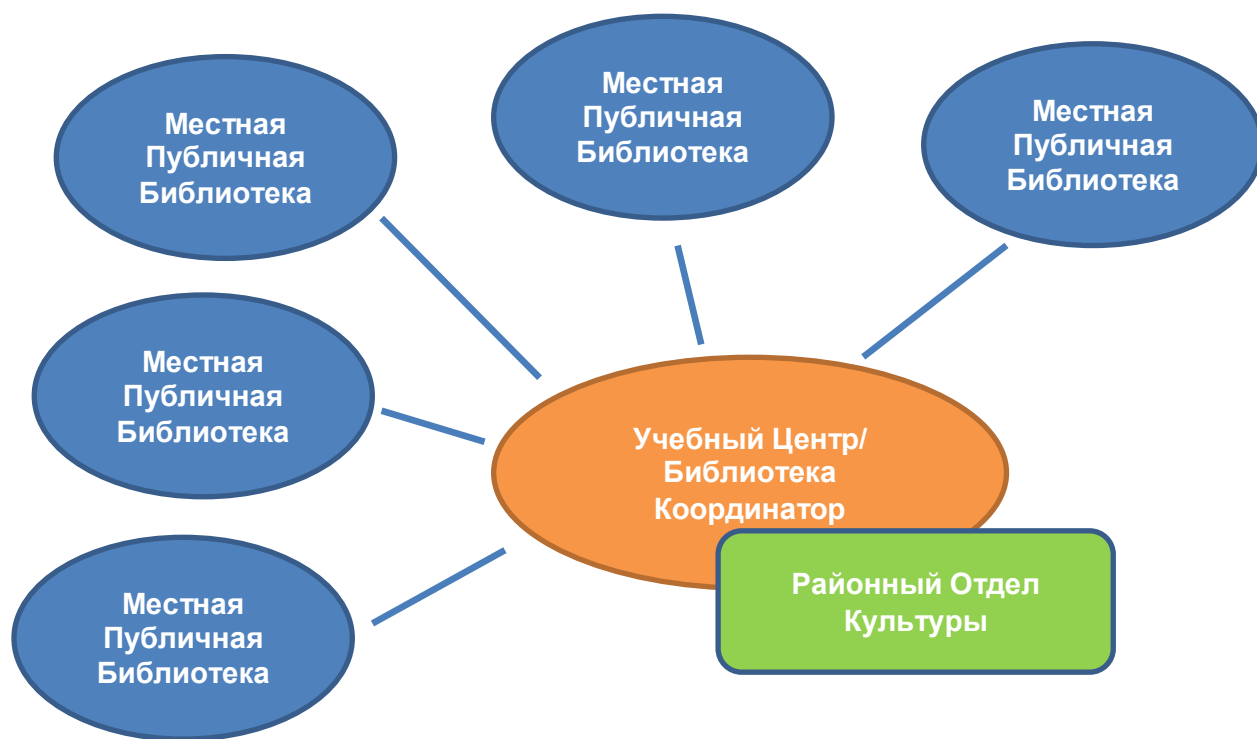 Местная
Публичная
Библиотека
Местная
Публичная
Библиотека
Местная
Публичная
Библиотека
Местная
Публичная
Библиотека
Учебный Центр/
Библиотека
Координатор
Районный Отдел
Культуры
Местная
Публичная
Библиотека